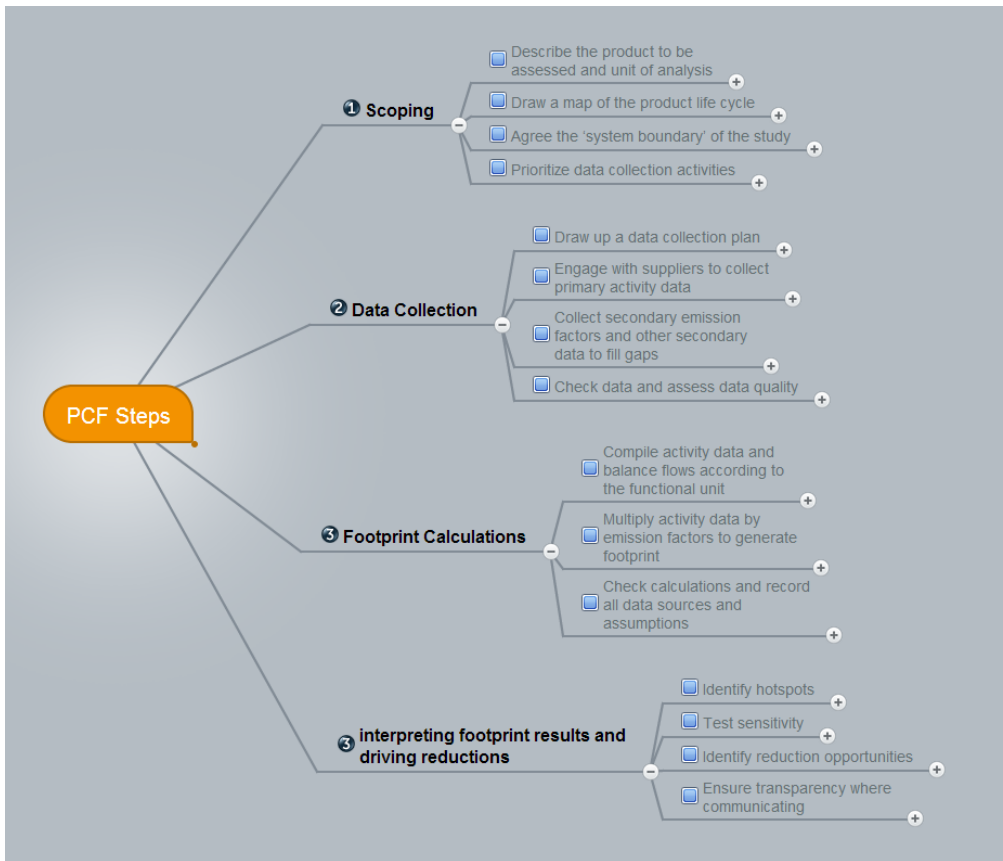 PCF Steps
1 Scoping
Describe the product to be
assessed and unit of analysis
Draw a map of the product life cycle
Agree the ‘system boundary’ of the study
Prioritize data collection activities
2 Data Collection
Draw up a data collection plan
Engage with suppliers to collect
primary activity data
Collect secondary emission
factors and other secondary
data to fill gaps
Check data and assess data quality
3 Footprint Calculations
Compile activity data and
balance flows according to
the functional unit
Multiply activity data by
emission factors to generate
footprint
Check calculations and record
all data sources and
assumptions
3 interpreting footprint results and
driving reductions
Identify hotspots
Test sensitivity
Identify reduction opportunities
Ensure transparency where
communicating